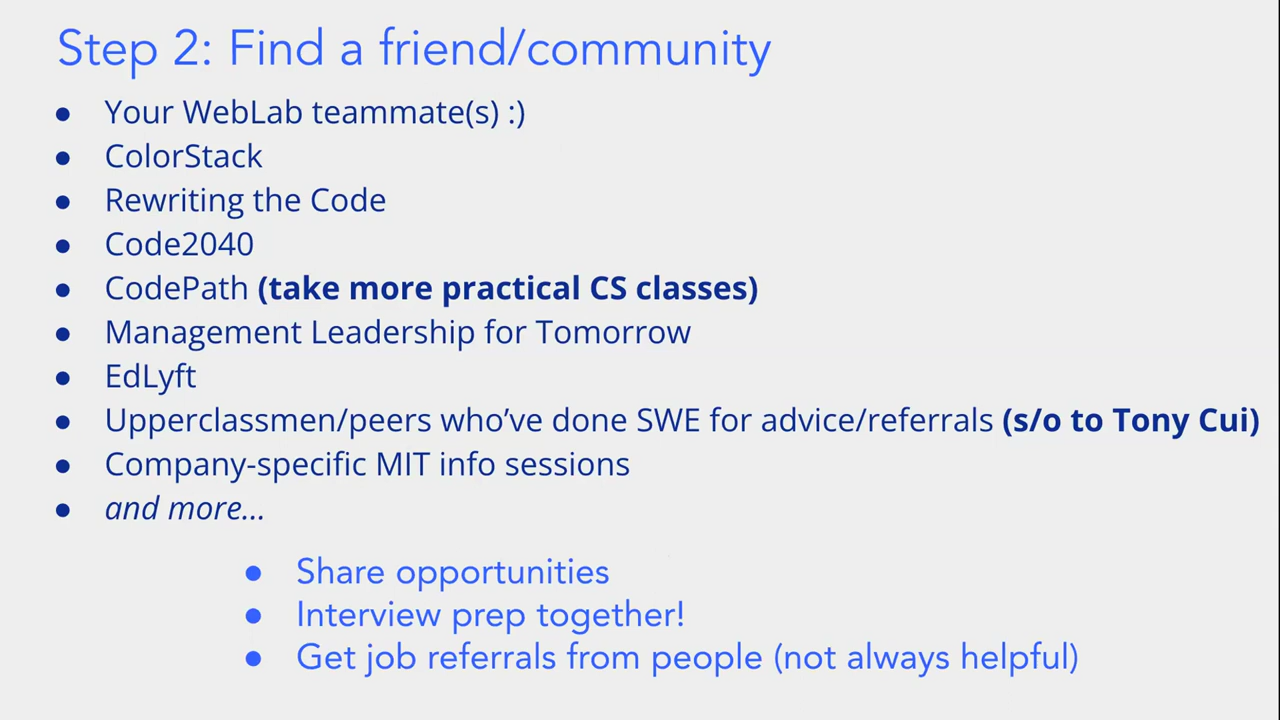 Step 2: Find a friend/community
● Your WebLab teammate(s) :)
● ColorStack
● Rewriting the Code
● Code2040
● CodePath (take more practical CS classes)
● Management Leadership for Tomorrow
● EdLyft
● Upperclassmen/peers who’ve done SWE for advice/referrals (s/o to Tony Cui)
● Company-specific MIT info sessions
● and more...
● Share opportunities
● Interview prep together!
● Get job referrals from people (not always helpful)